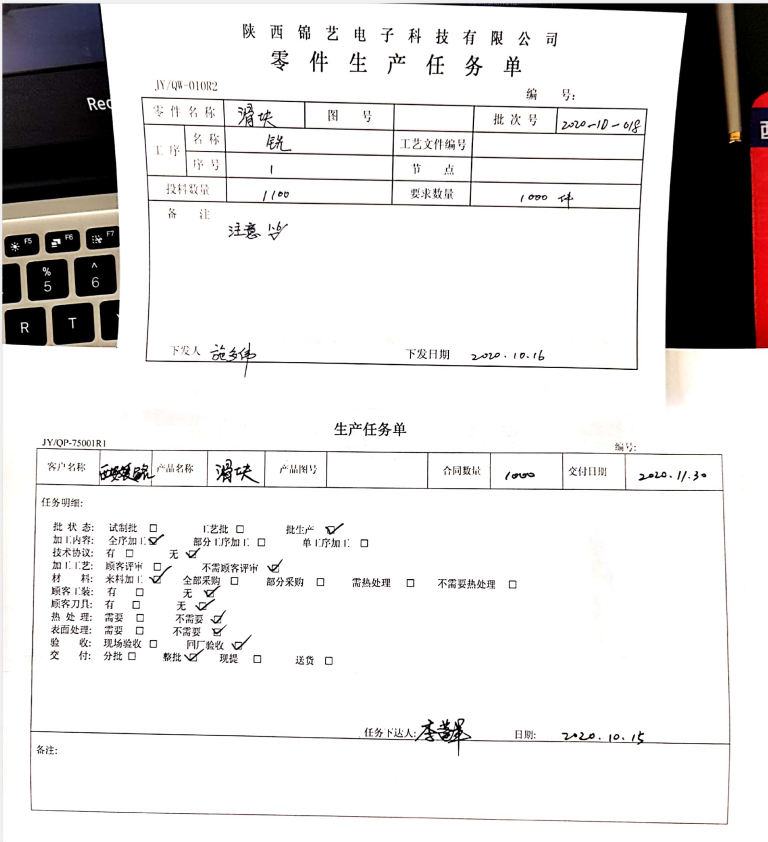 陕西锦艺电子科技有限公司
零件生产任务单
JY/QW-010R2 编 号:
零件名称 滑块 图 号 批次号 2020-10-018
工序 名称 铣 工艺文件编号
序号 1 节 点
投料数量 1100 要求数量 1000 件
备 注
注意
下发人 下发日期 2020.10.16
Rec
F5 F6 F7
% 5 ^ 6
R T
西
生产任务单
JY/QP-75001R1 编号:
客户名称 产品名称 滑块 产品图号 合同数量 1000 交付日期 2020.11.30
任务明细:
批 状 态: 试制批 □ 工艺批 □ 批生产 ☑
加工内容: 全序加工 ☑ 部分工序加工 □ 单工序加工 □
技术协议: 有 □ 无 ☑
加工工艺: 顾客评审 □ 不需顾客评审 ☑
材 料: 来料加工 ☑ 全部采购 □ 部分采购 □ 需热处理 □ 不需要热处理 □
顾客工装: 有 □ 无 ☑
顾客刀具: 有 □ 无 ☑
热 处 理: 需要 □ 不需要 ☑
表面处理: 需要 □ 不需要 ☑
验 收: 现场验收 □ 回厂验收 ☑
交 付: 分批 □ 整批 ☑ 现提 □ 送货 □
任务下达人: 日期: 2020.10.15
备注: